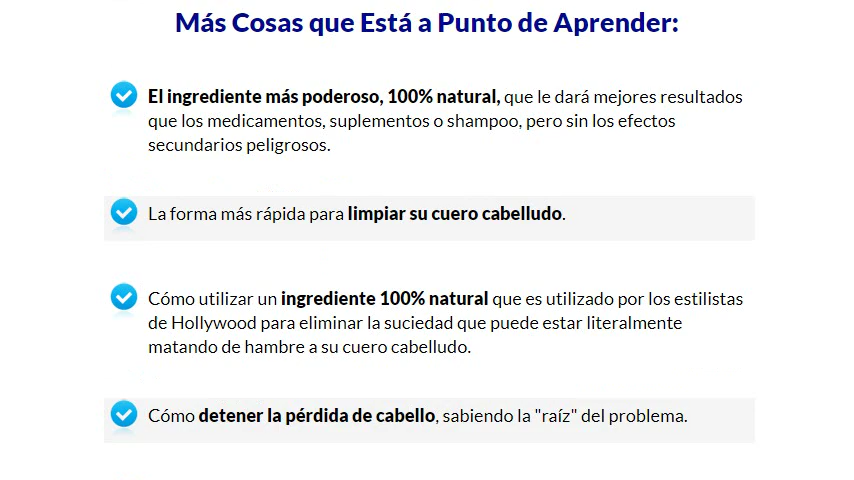 Más Cosas que Está a Punto de Aprender:
El ingrediente más poderoso, 100% natural, que le dará mejores resultados
que los medicamentos, suplementos o shampoo, pero sin los efectos
secundarios peligrosos.
La forma más rápida para limpiar su cuero cabelludo.
Cómo utilizar un ingrediente 100% natural que es utilizado por los estilistas
de Hollywood para eliminar la suciedad que puede estar literalmente
matando de hambre a su cuero cabelludo.
Cómo detener la pérdida de cabello, sabiendo la "raíz" del problema.